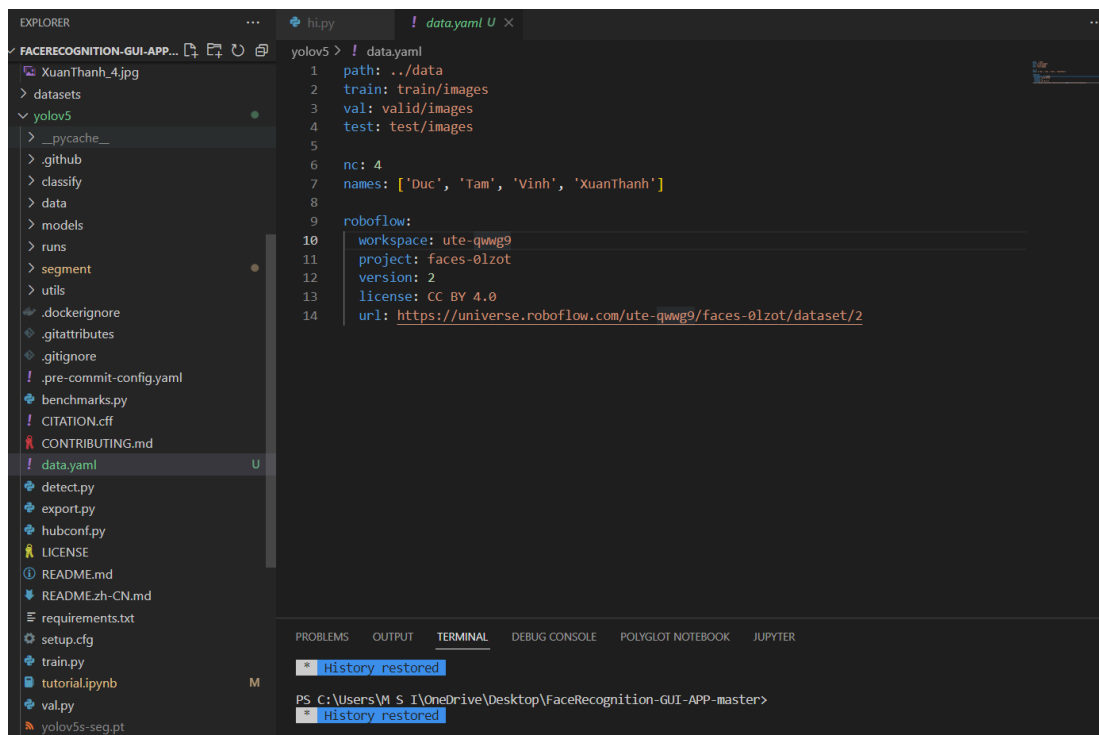 EXPLORER
hi.py
data.yaml U
FACERECOGNITION-GUI-APP...
yolov5 > ! data.yaml
XuanThanh_4.jpg
datasets
yolov5
__pycache__
.github
classify
data
models
runs
segment
utils
.dockerignore
.gitattributes
.gitignore
! .pre-commit-config.yaml
benchmarks.py
! CITATION.cff
CONTRIBUTING.md
! data.yaml U
detect.py
export.py
hubconf.py
LICENSE
README.md
README.zh-CN.md
requirements.txt
setup.cfg
train.py
tutorial.ipynb M
val.py
yolov5s-seg.pt
1 path: ../data
2 train: train/images
3 val: valid/images
4 test: test/images
5
6 nc: 4
7 names: ['Duc', 'Tam', 'Vinh', 'XuanThanh']
8
9 roboflow:
10 workspace: ute-qwwg9
11 project: faces-0lzot
12 version: 2
13 license: CC BY 4.0
14 url: https://universe.roboflow.com/ute-qwwg9/faces-0lzot/dataset/2
PROBLEMS OUTPUT TERMINAL DEBUG CONSOLE POLYGLOT NOTEBOOK JUPYTER
* History restored
PS C:\Users\M S I\OneDrive\Desktop\FaceRecognition-GUI-APP-master>
* History restored